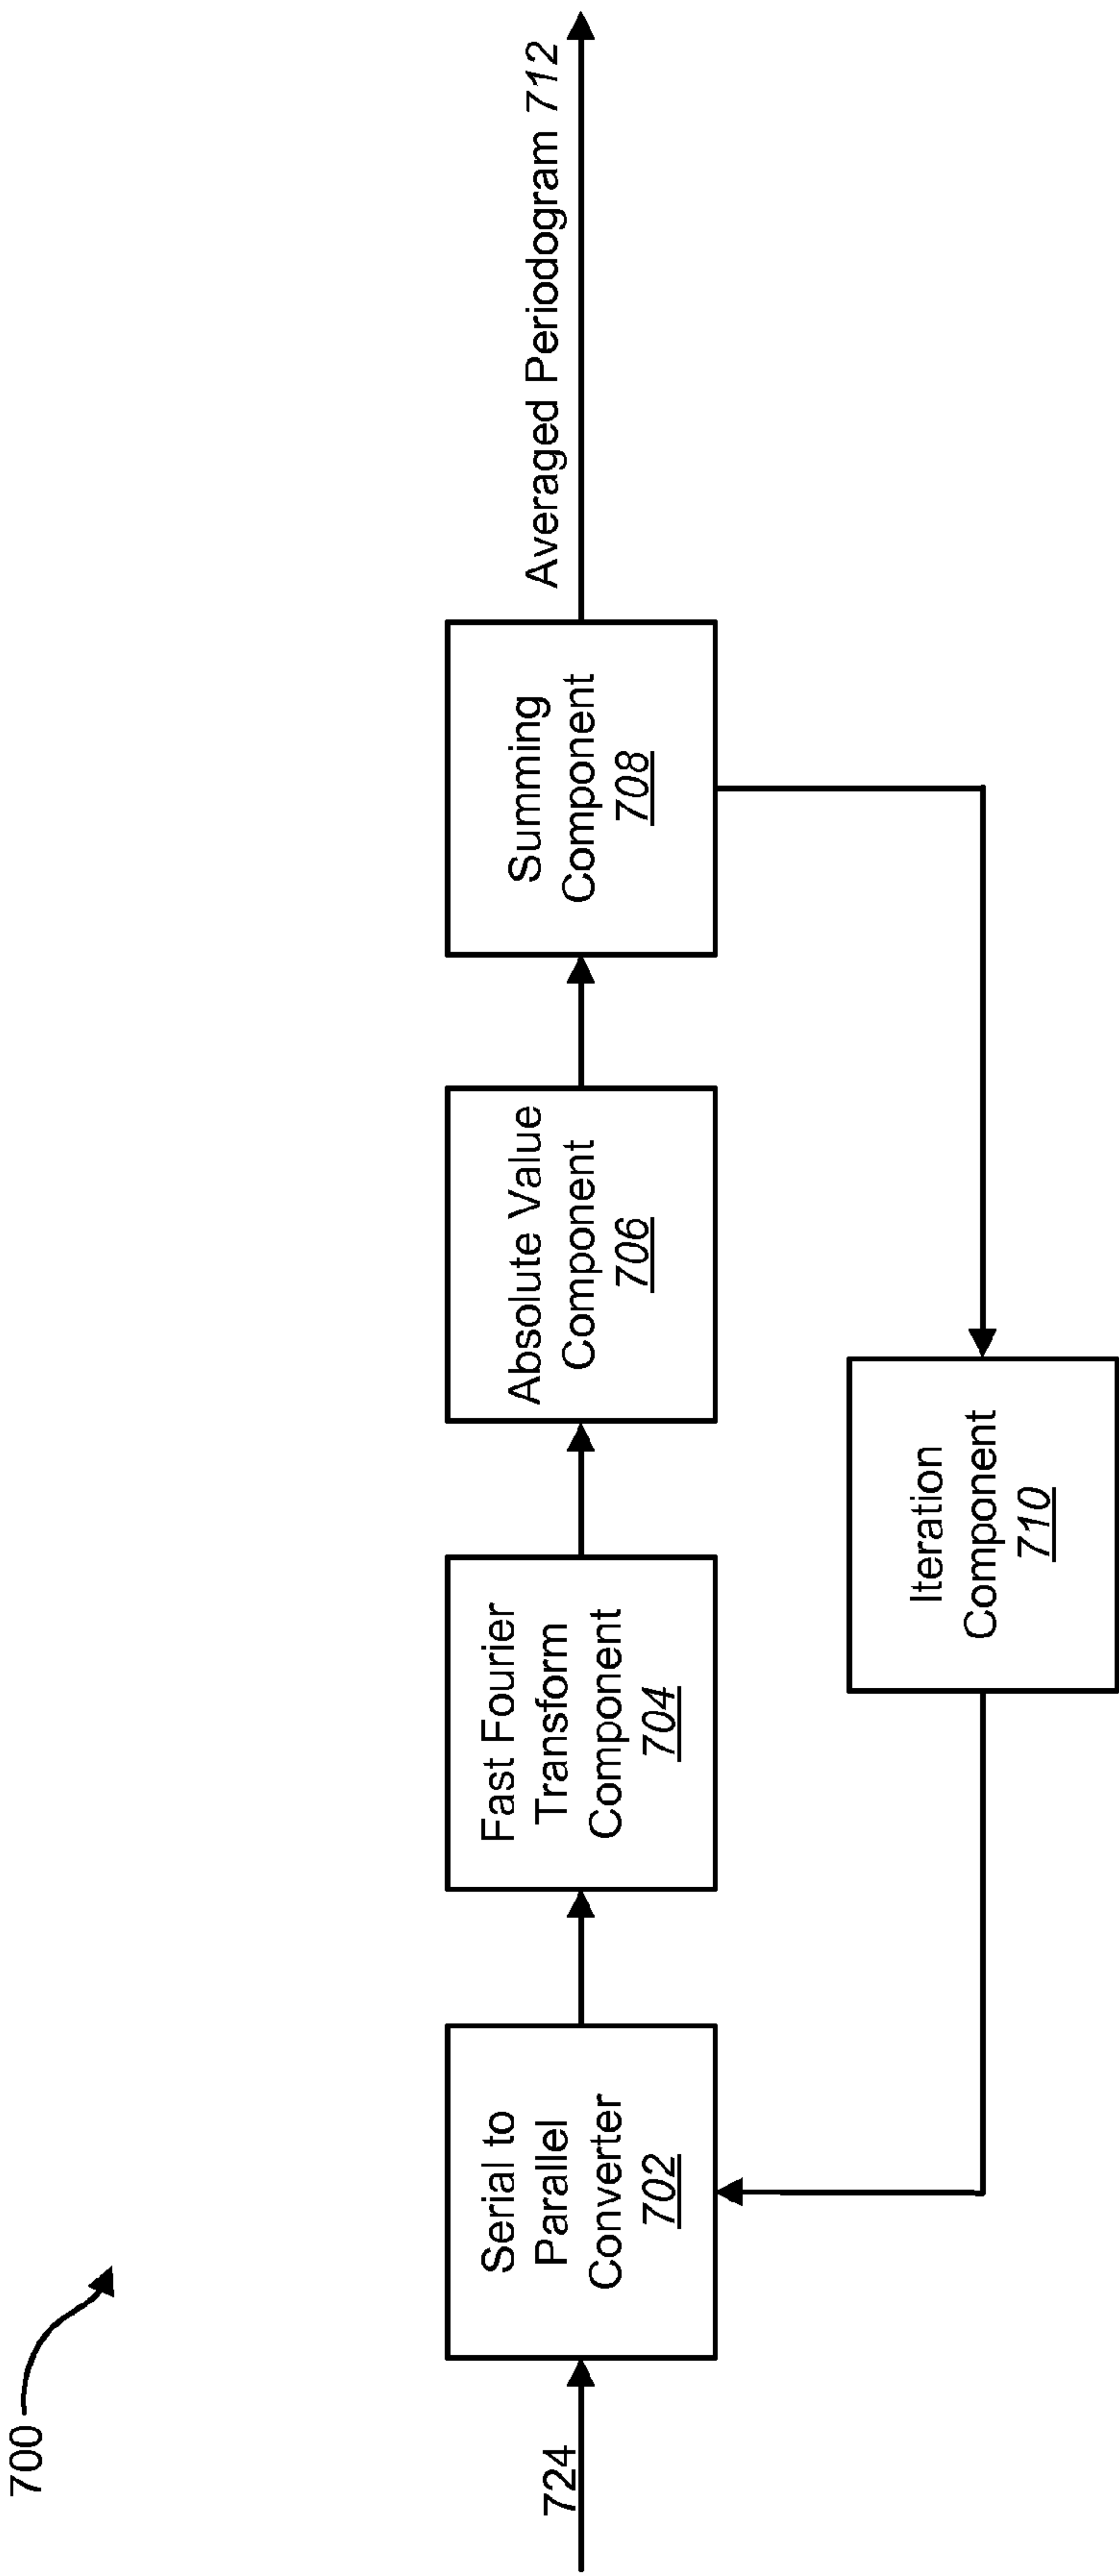 700
724
Serial to
Parallel
Converter
702
Fast Fourier
Transform
Component
704
Absolute Value
Component
706
Summing
Component
708
Averaged Periodogram 712
Iteration
Component
710